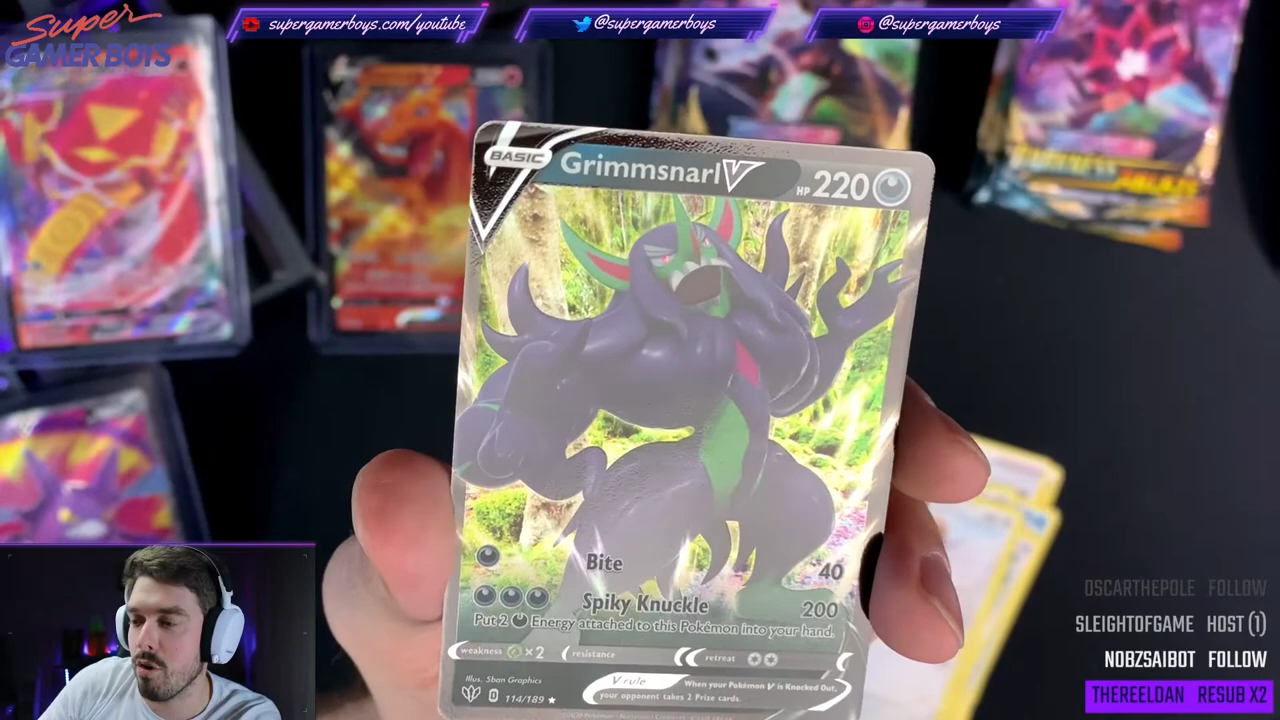 Super
GAMER BOYS
supergamerboys.com/youtube
@supergamerboys
@supergamerboys
DARKNESS
ABLAZE
BASIC
Grimmsnarl V
HP 220
Bite 40
Spiky Knuckle 200
Put 2 Energy attached to this Pokémon into your hand.
weakness ×2 resistance retreat
V rule When your Pokémon V is Knocked Out,
your opponent takes 2 Prize cards.
Illus. 5ban Graphics
D 114/189
OSCARTHEPOLE FOLLOW
SLEIGHTOFGAME HOST (1)
NOBZSAIBOT FOLLOW
THEREELDAN RESUB X2